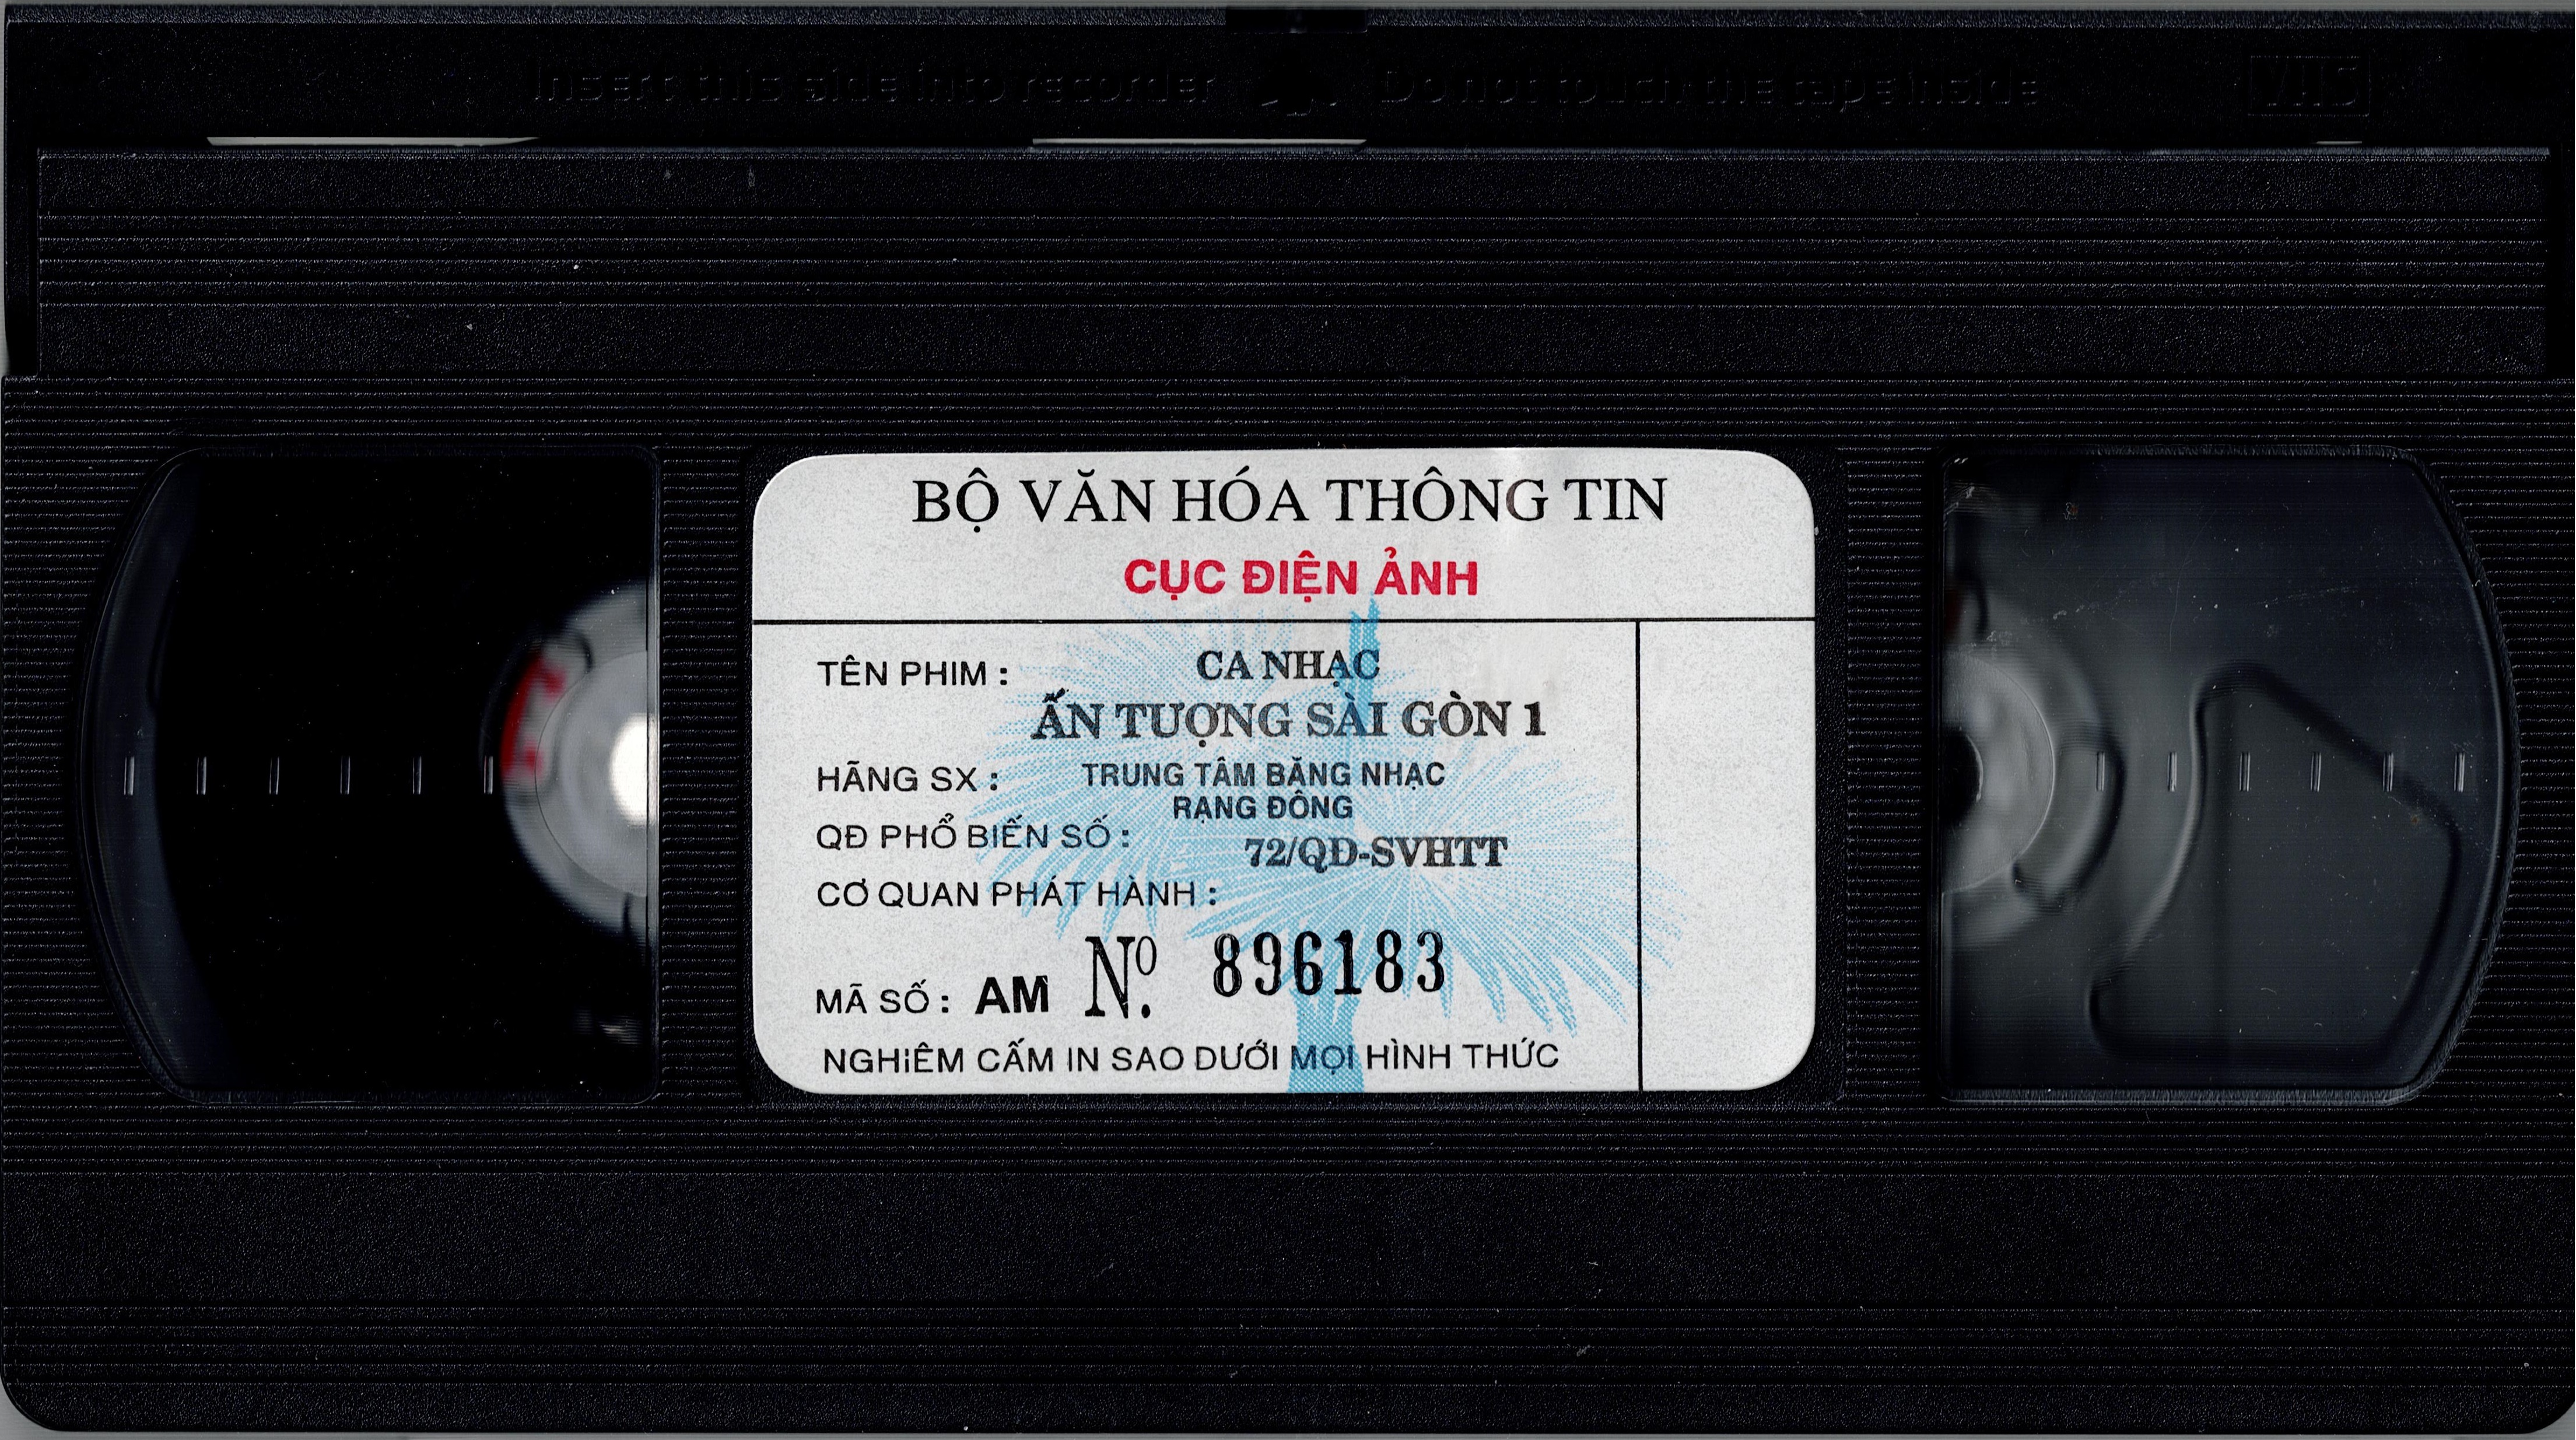 Insert this side into recorder Do not touch the tape inside VHS
BỘ VĂN HÓA THÔNG TIN
CỤC ĐIỆN ẢNH
TÊN PHIM : CA NHẠC
ẤN TƯỢNG SÀI GÒN 1
HÃNG SX : TRUNG TÂM BĂNG NHẠC
RẠNG ĐÔNG
QĐ PHỔ BIẾN SỐ : 72/QĐ-SVHTT
CƠ QUAN PHÁT HÀNH :
MÃ SỐ : AM Nº. 896183
NGHIÊM CẤM IN SAO DƯỚI MỌI HÌNH THỨC